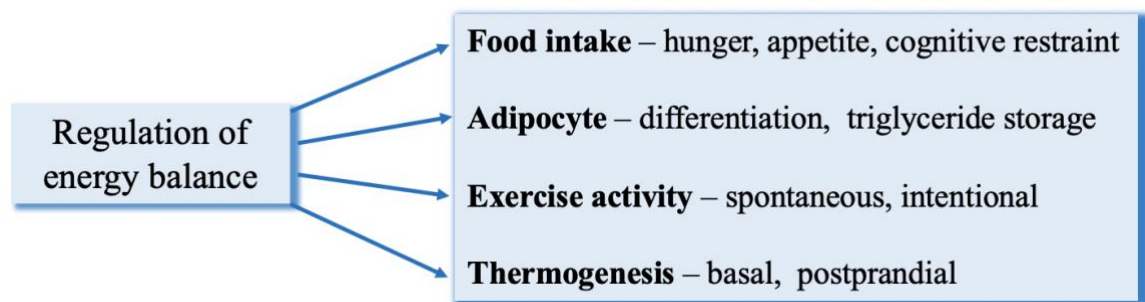 Regulation of
energy balance
Food intake – hunger, appetite, cognitive restraint
Adipocyte – differentiation, triglyceride storage
Exercise activity – spontaneous, intentional
Thermogenesis – basal, postprandial